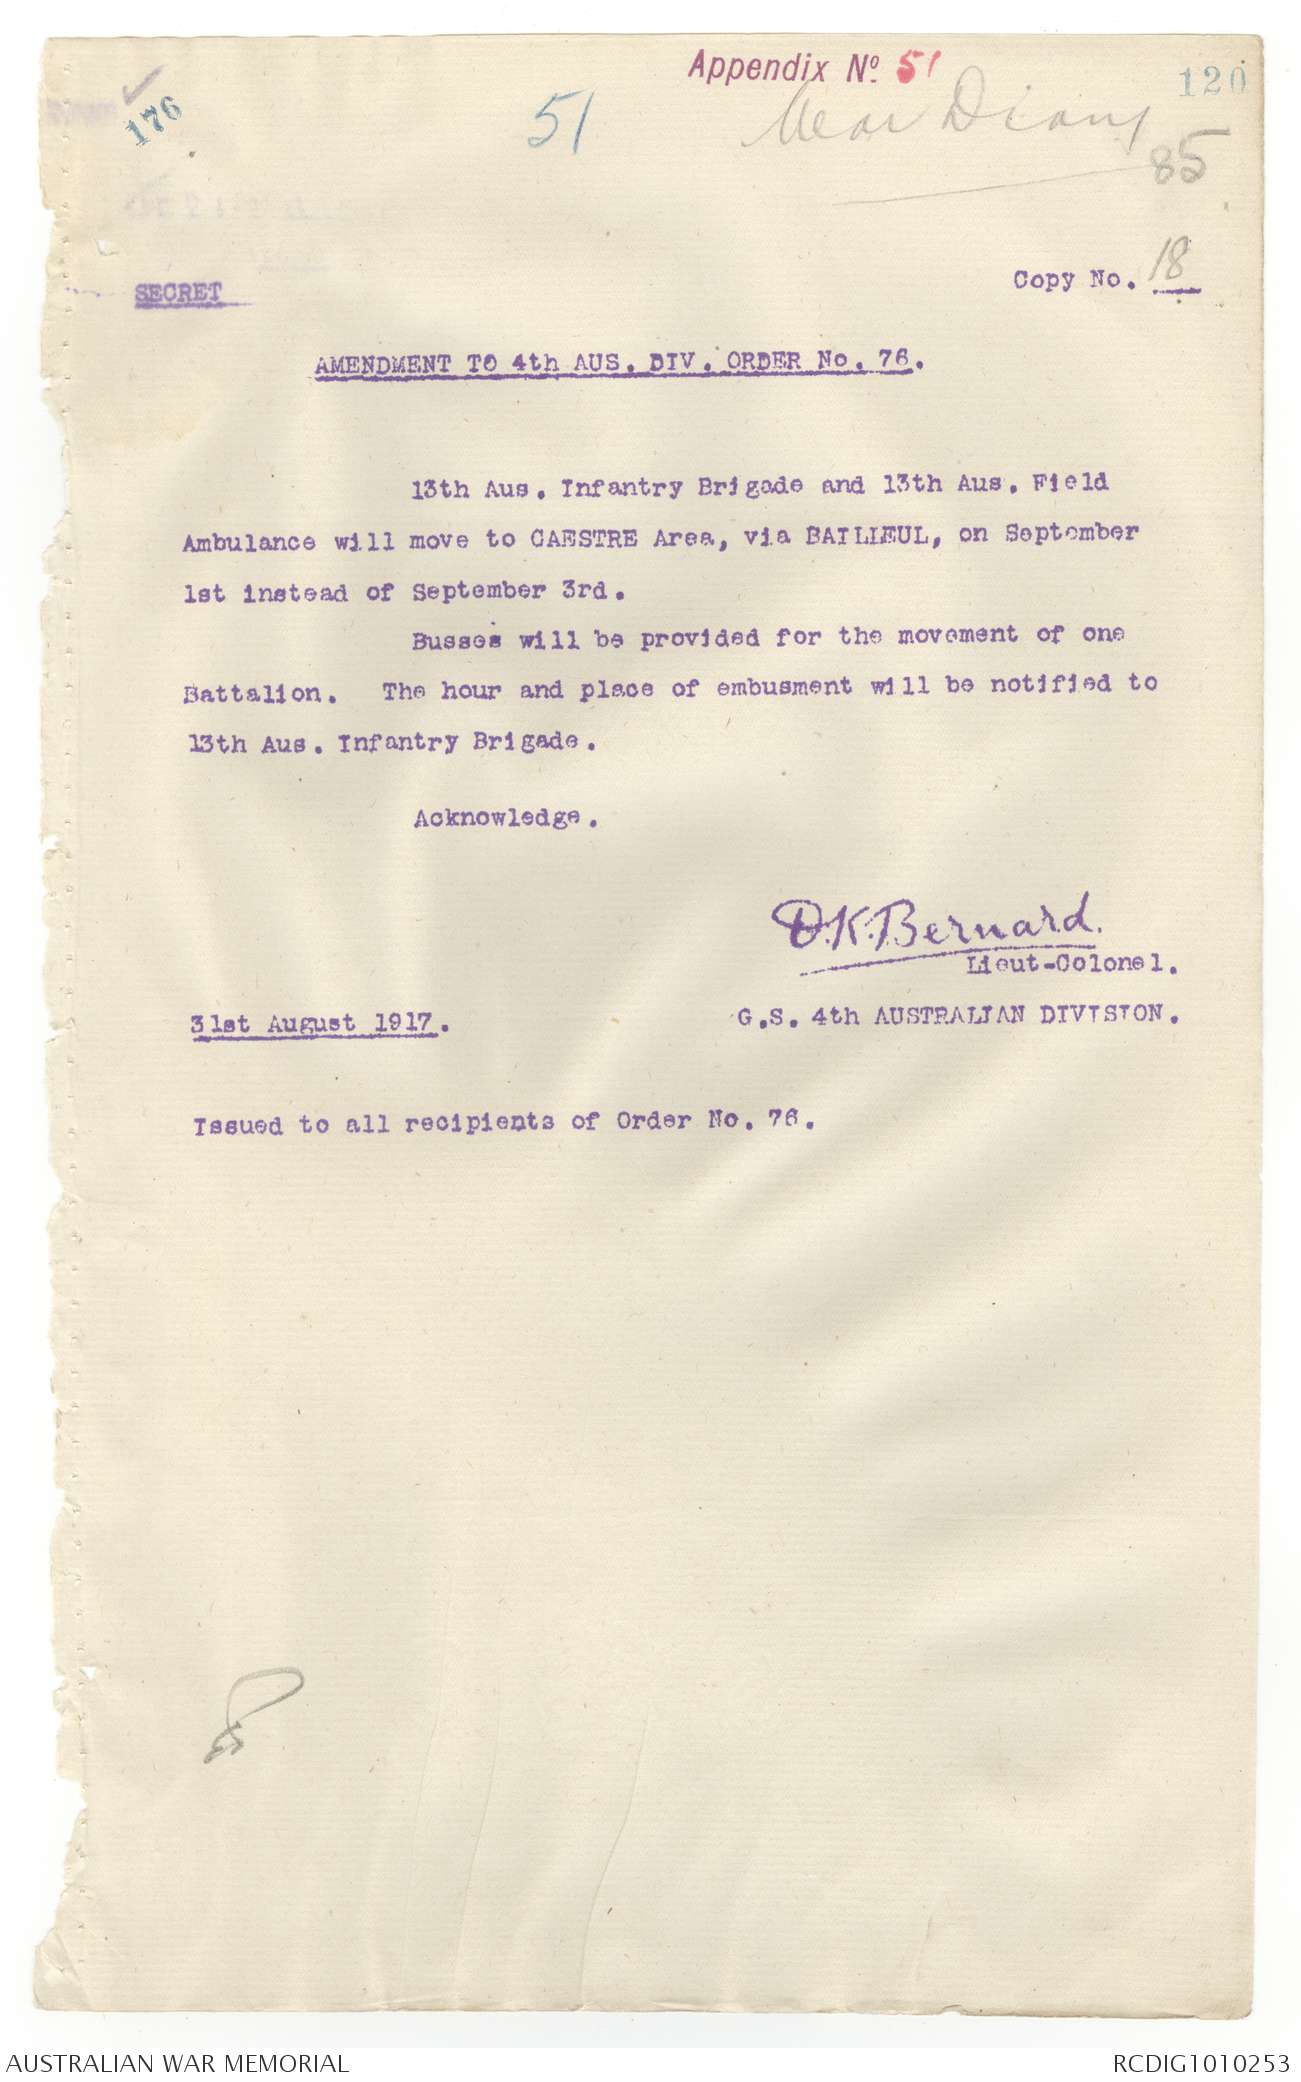 Appendix No. 51
120
176
51
War Diary
85
Copy No. 18
SECRET
AMENDMENT TO 4th AUS. DIV. ORDER No. 76.
13th Aus. Infantry Brigade and 13th Aus. Field
Ambulance will move to CAESTRE Area, via BAILLEUL, on September
1st instead of September 3rd.
Busses will be provided for the movement of one
Battalion. The hour and place of embusment will be notified to
13th Aus. Infantry Brigade.
Acknowledge.
D.K.Bernard.
Lieut-Colonel.
31st August 1917.
G.S. 4th AUSTRALIAN DIVISION.
Issued to all recipients of Order No. 76.
AUSTRALIAN WAR MEMORIAL
RCDIG1010253